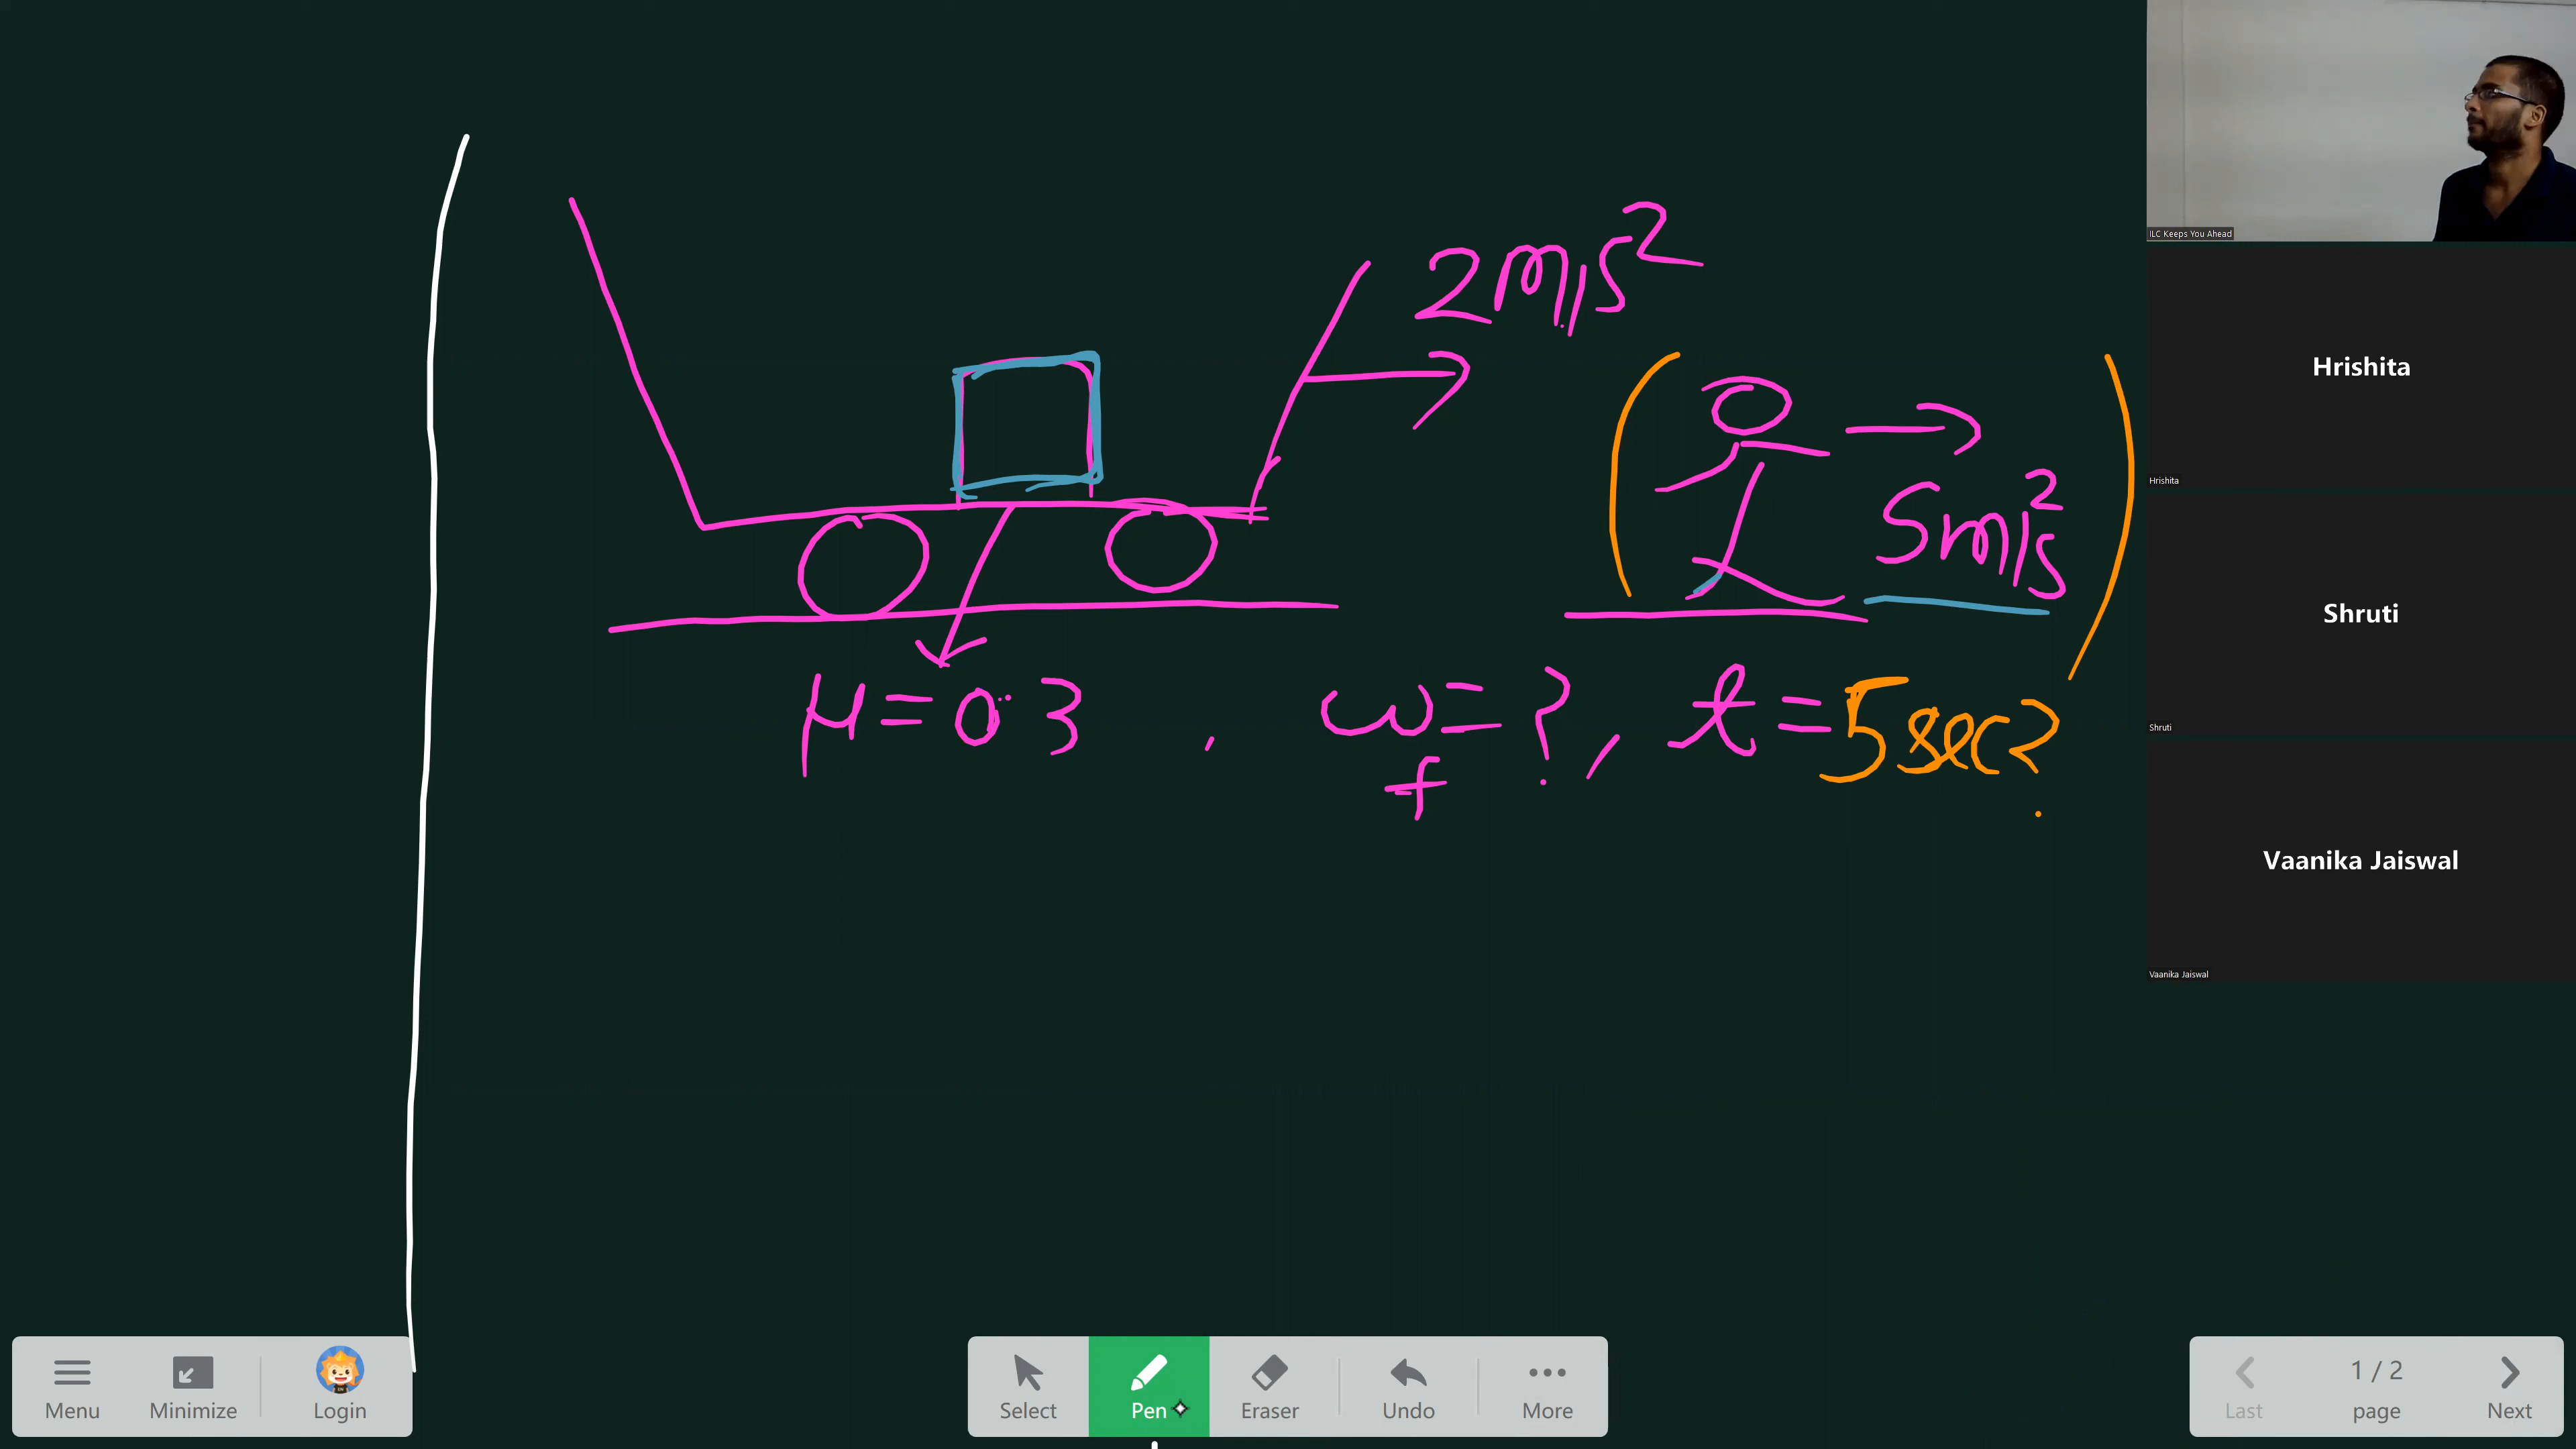 2m/s²
5m/s²
μ=0.3 , w_f=?, t=5sec?
ILC Keeps You Ahead
Hrishita
Hrishita
Shruti
Shruti
Vaanika Jaiswal
Vaanika Jaiswal
Menu Minimize Login Select Pen Eraser Undo More Last 1 / 2 page Next